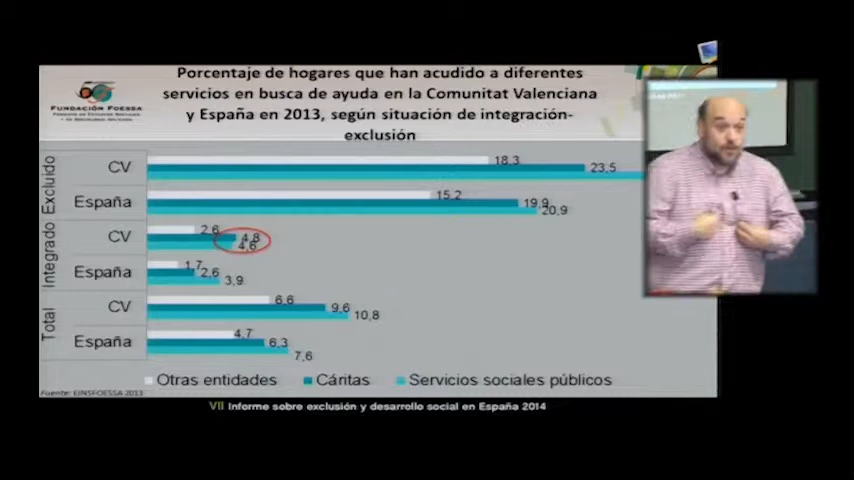 Porcentaje de hogares que han acudido a diferentes
servicios en busca de ayuda en la Comunitat Valenciana
y España en 2013, según situación de integración-
exclusión
FUNDACIÓN FOESSA
Excluido
CV
18,3
23,5
España
15,2
19,9
20,9
Integrado
CV
2,6
4,8
4,6
España
1,7
2,6
3,9
Total
CV
6,6
9,6
10,8
España
4,7
6,3
7,6
Otras entidades
Cáritas
Servicios sociales públicos
Fuente: EINSFOESSA 2013
VII Informe sobre exclusión y desarrollo social en España 2014